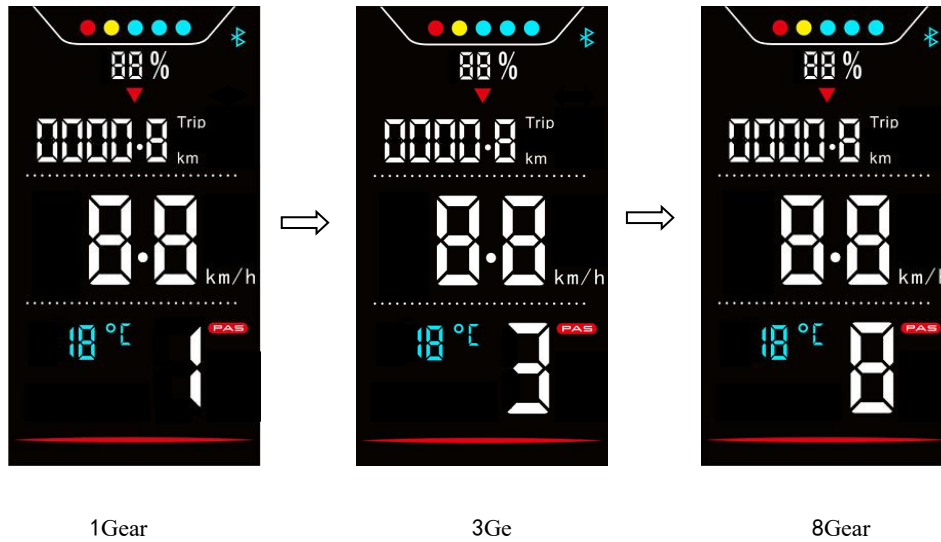 88%
0000.8 Trip km
8.8 km/h
18 °C
PAS
1
88%
0000.8 Trip km
8.8 km/h
18 °C
PAS
3
88%
0000.8 Trip km
8.8 km/h
18 °C
PAS
8
1Gear
3Ge
8Gear